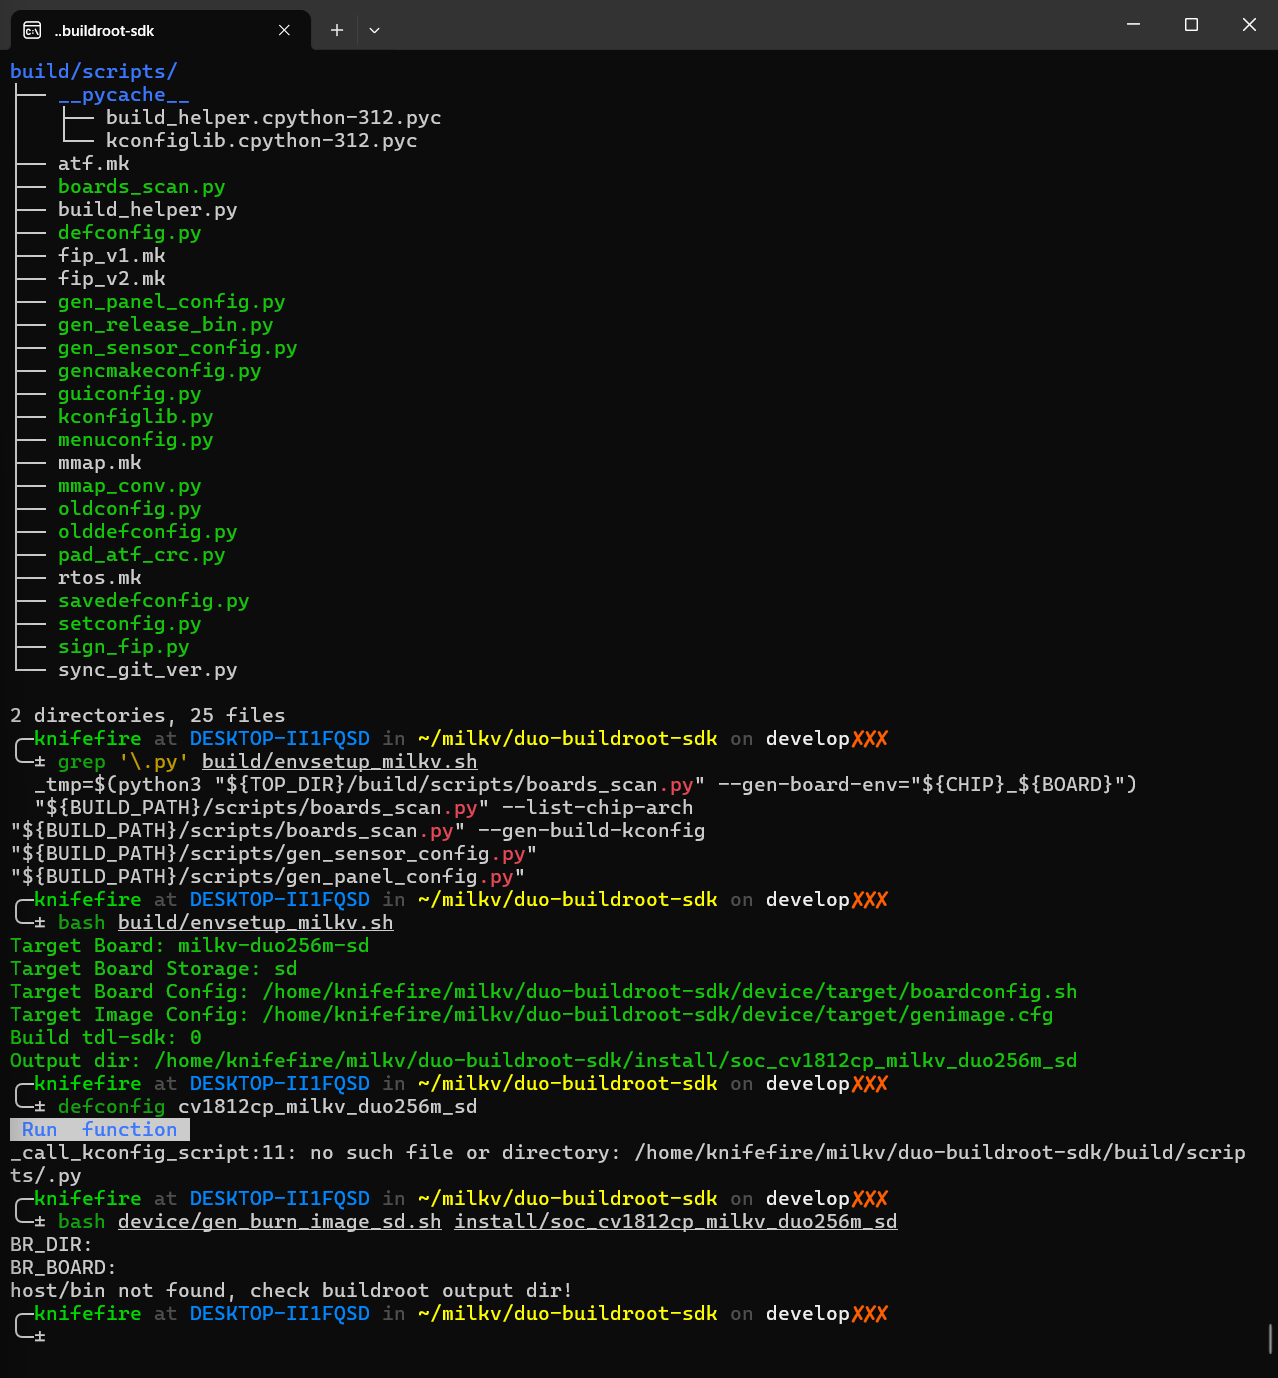 ..buildroot-sdk
build/scripts/
├── __pycache__
│   ├── build_helper.cpython-312.pyc
│   └── kconfiglib.cpython-312.pyc
├── atf.mk
├── boards_scan.py
├── build_helper.py
├── defconfig.py
├── fip_v1.mk
├── fip_v2.mk
├── gen_panel_config.py
├── gen_release_bin.py
├── gen_sensor_config.py
├── gencmakeconfig.py
├── guiconfig.py
├── kconfiglib.py
├── menuconfig.py
├── mmap.mk
├── mmap_conv.py
├── oldconfig.py
├── olddefconfig.py
├── pad_atf_crc.py
├── rtos.mk
├── savedefconfig.py
├── setconfig.py
├── sign_fip.py
└── sync_git_ver.py
2 directories, 25 files
╭─knifefire at DESKTOP-II1FQSD in ~/milkv/duo-buildroot-sdk on develop✗✗✗
╰─± grep '\.py' build/envsetup_milkv.sh
  _tmp=$(python3 "${TOP_DIR}/build/scripts/boards_scan.py" --gen-board-env="${CHIP}_${BOARD}")
  "${BUILD_PATH}/scripts/boards_scan.py" --list-chip-arch
"${BUILD_PATH}/scripts/boards_scan.py" --gen-build-kconfig
"${BUILD_PATH}/scripts/gen_sensor_config.py"
"${BUILD_PATH}/scripts/gen_panel_config.py"
╭─knifefire at DESKTOP-II1FQSD in ~/milkv/duo-buildroot-sdk on develop✗✗✗
╰─± bash build/envsetup_milkv.sh
Target Board: milkv-duo256m-sd
Target Board Storage: sd
Target Board Config: /home/knifefire/milkv/duo-buildroot-sdk/device/target/boardconfig.sh
Target Image Config: /home/knifefire/milkv/duo-buildroot-sdk/device/target/genimage.cfg
Build tdl-sdk: 0
Output dir: /home/knifefire/milkv/duo-buildroot-sdk/install/soc_cv1812cp_milkv_duo256m_sd
╭─knifefire at DESKTOP-II1FQSD in ~/milkv/duo-buildroot-sdk on develop✗✗✗
╰─± defconfig cv1812cp_milkv_duo256m_sd
 Run  function 
_call_kconfig_script:11: no such file or directory: /home/knifefire/milkv/duo-buildroot-sdk/build/scrip
ts/.py
╭─knifefire at DESKTOP-II1FQSD in ~/milkv/duo-buildroot-sdk on develop✗✗✗
╰─± bash device/gen_burn_image_sd.sh install/soc_cv1812cp_milkv_duo256m_sd
BR_DIR:
BR_BOARD:
host/bin not found, check buildroot output dir!
╭─knifefire at DESKTOP-II1FQSD in ~/milkv/duo-buildroot-sdk on develop✗✗✗
╰─±